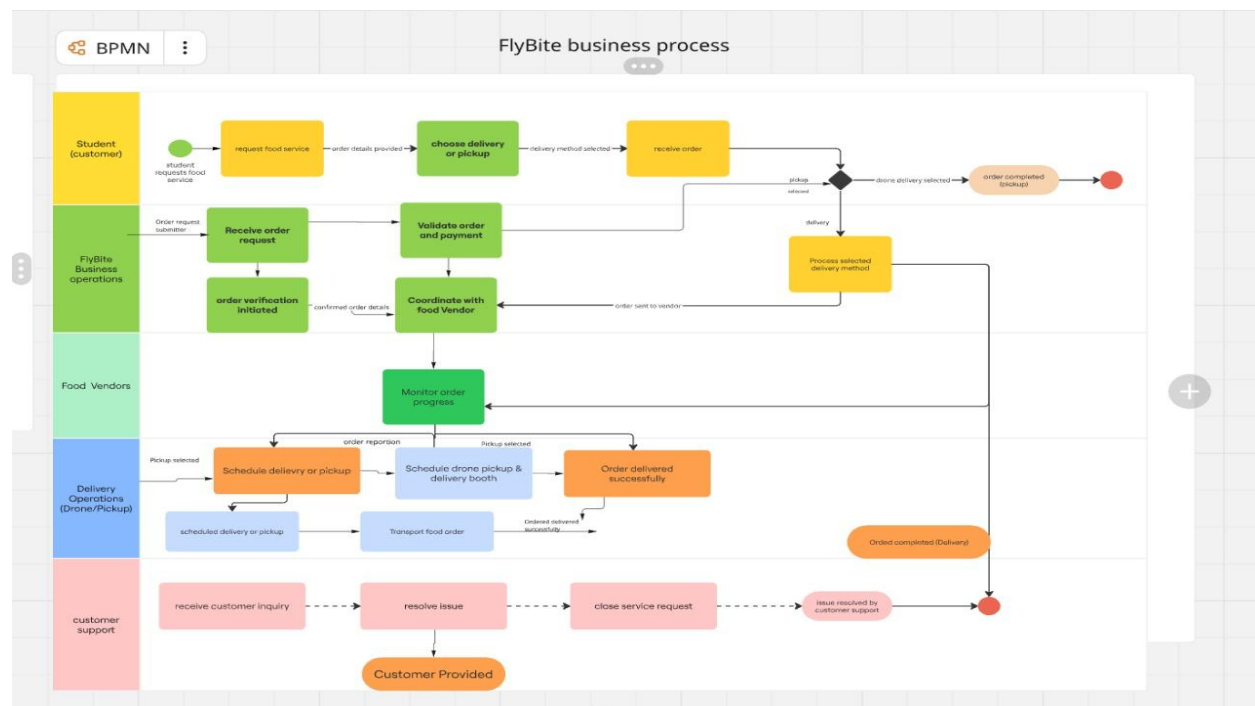 BPMN
FlyBite business process
Student
(customer)
student
requests food
service
request food service
order details provided
choose delivery
or pickup
delivery method selected
receive order
pickup
selected
drone delivery selected
order completed
(pickup)
FlyBite
Business
operations
Order request
submitter
Receive order
request
Validate order
and payment
delivery
Process selected
delivery method
order verification
initiated
confirmed order details
Coordinate with
food Vendor
order sent to vendor
Food Vendors
Monitor order
progress
order reportion
Pickup selected
Delivery
Operations
(Drone/Pickup)
Pickup selected
Schedule delievry or pickup
Schedule drone pickup &
delivery booth
Order delivered
successfully
scheduled delivery or pickup
Transport food order
Ordered delivered
successfully
Orded completed (Delivery)
customer
support
receive customer inquiry
resolve issue
close service request
issue resolved by
customer support
Customer Provided